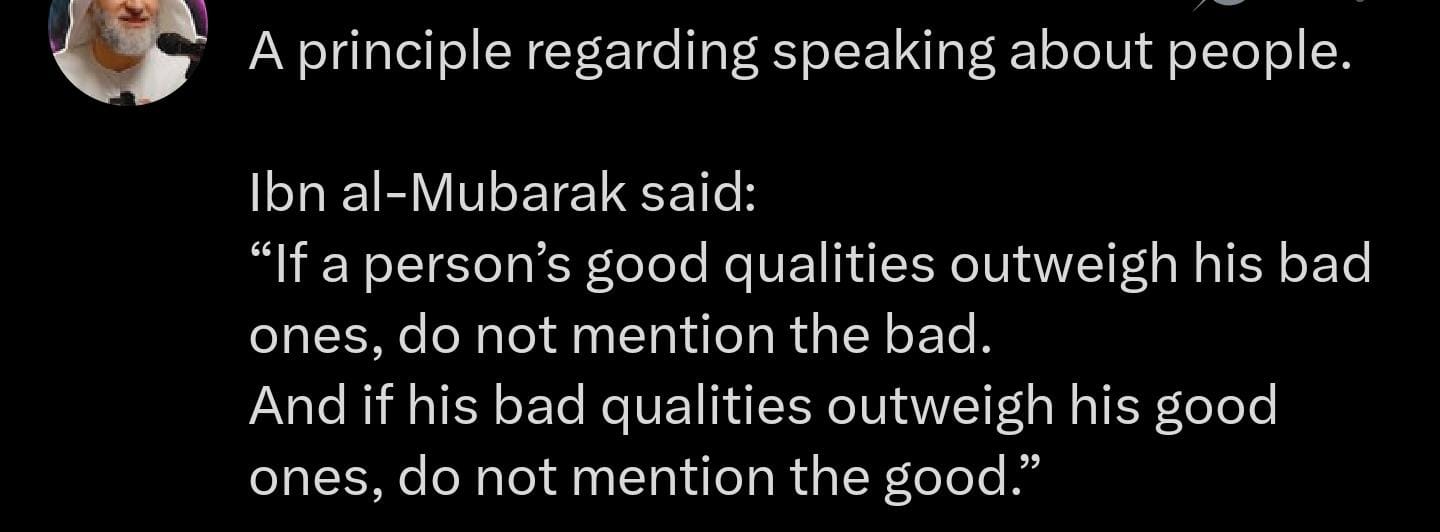 A principle regarding speaking about people.
Ibn al-Mubarak said:
“If a person’s good qualities outweigh his bad
ones, do not mention the bad.
And if his bad qualities outweigh his good
ones, do not mention the good.”